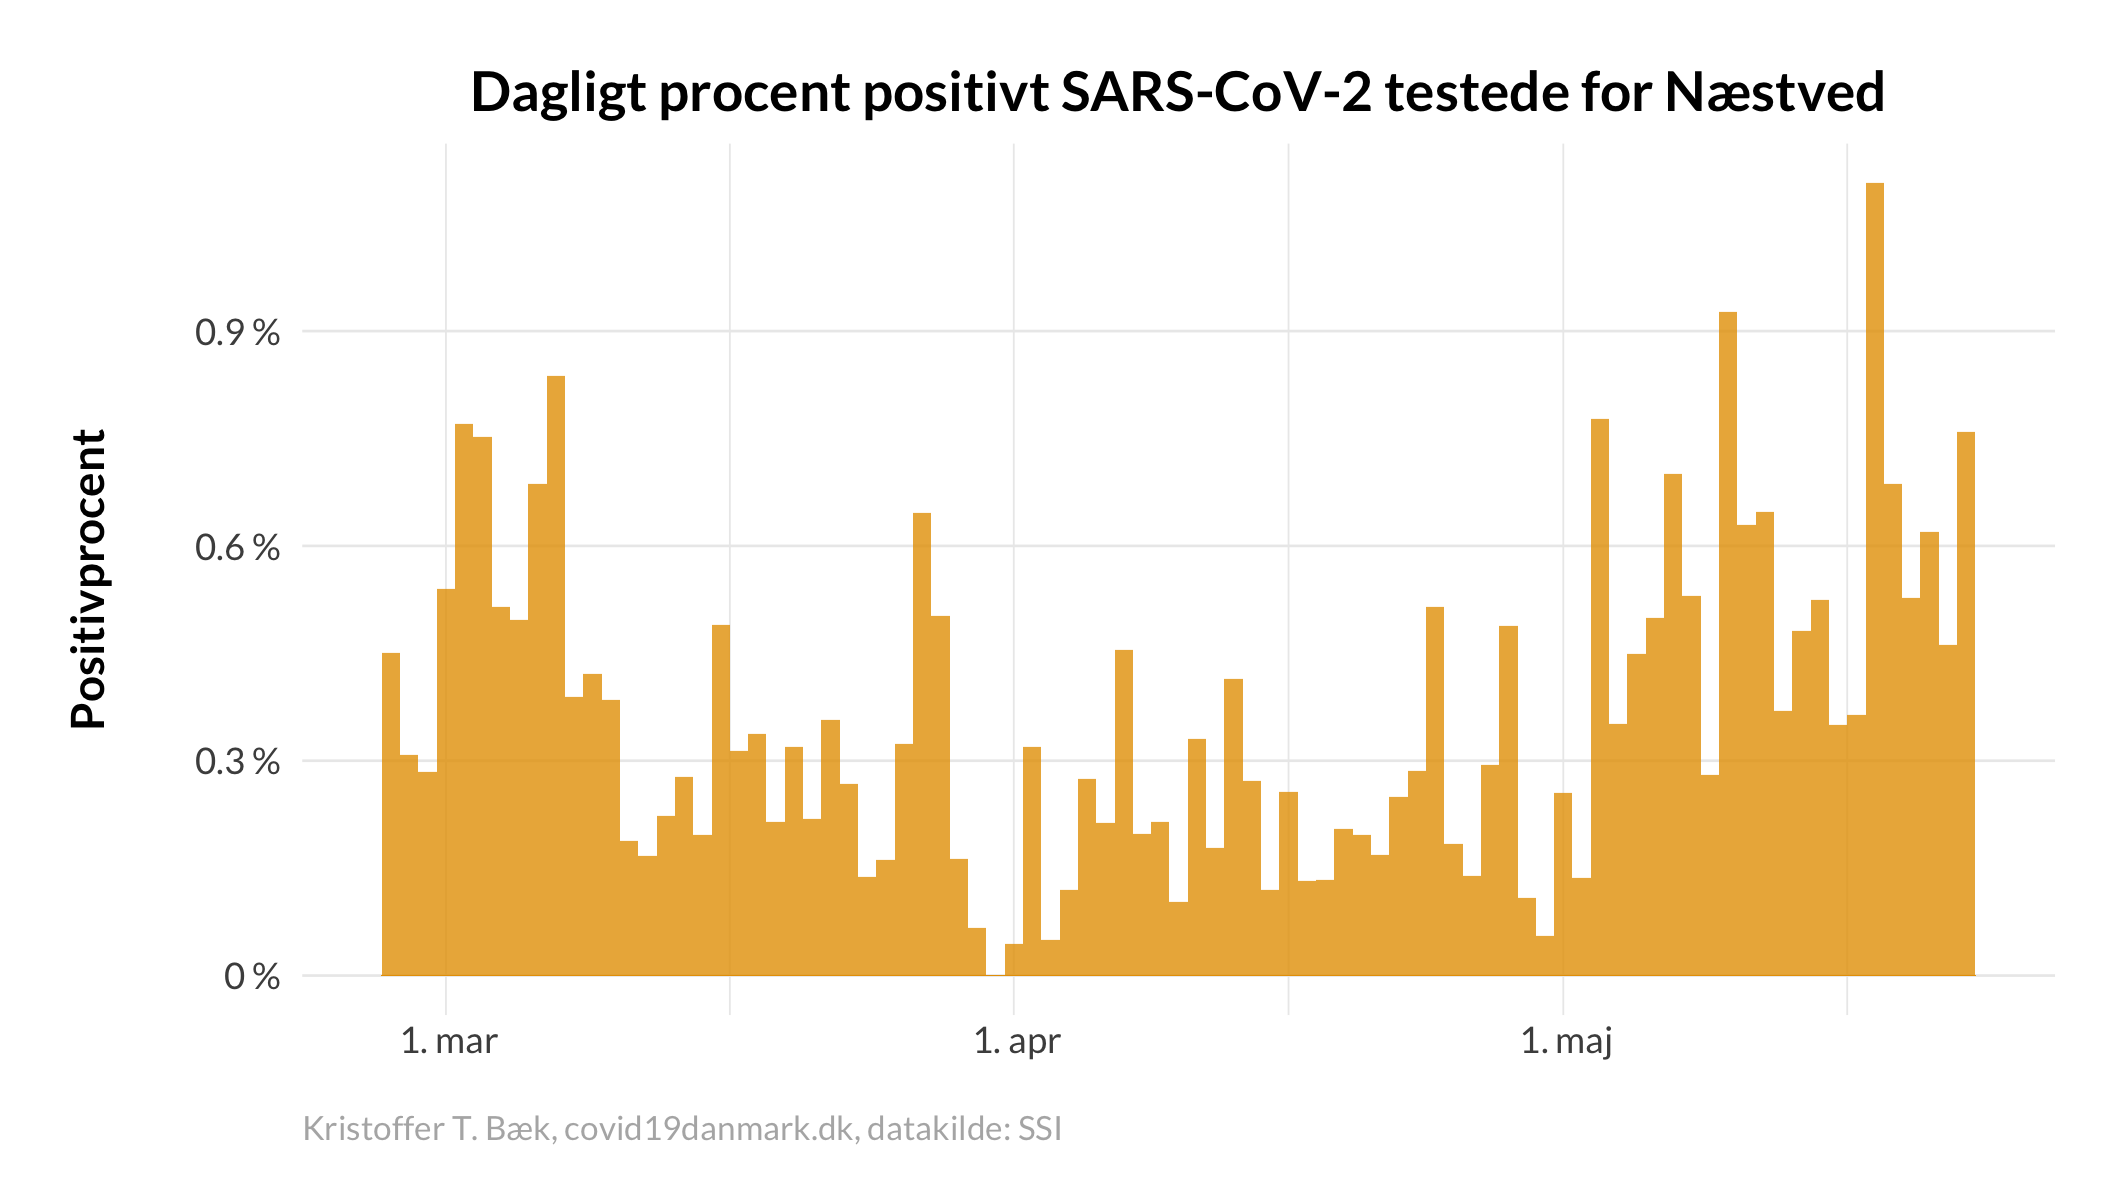 Dagligt procent positivt SARS-CoV-2 testede for Næstved
Positivprocent
0.9 %
0.6 %
0.3 %
0 %
1. mar
1. apr
1. maj
Kristoffer T. Bæk, covid19danmark.dk, datakilde: SSI